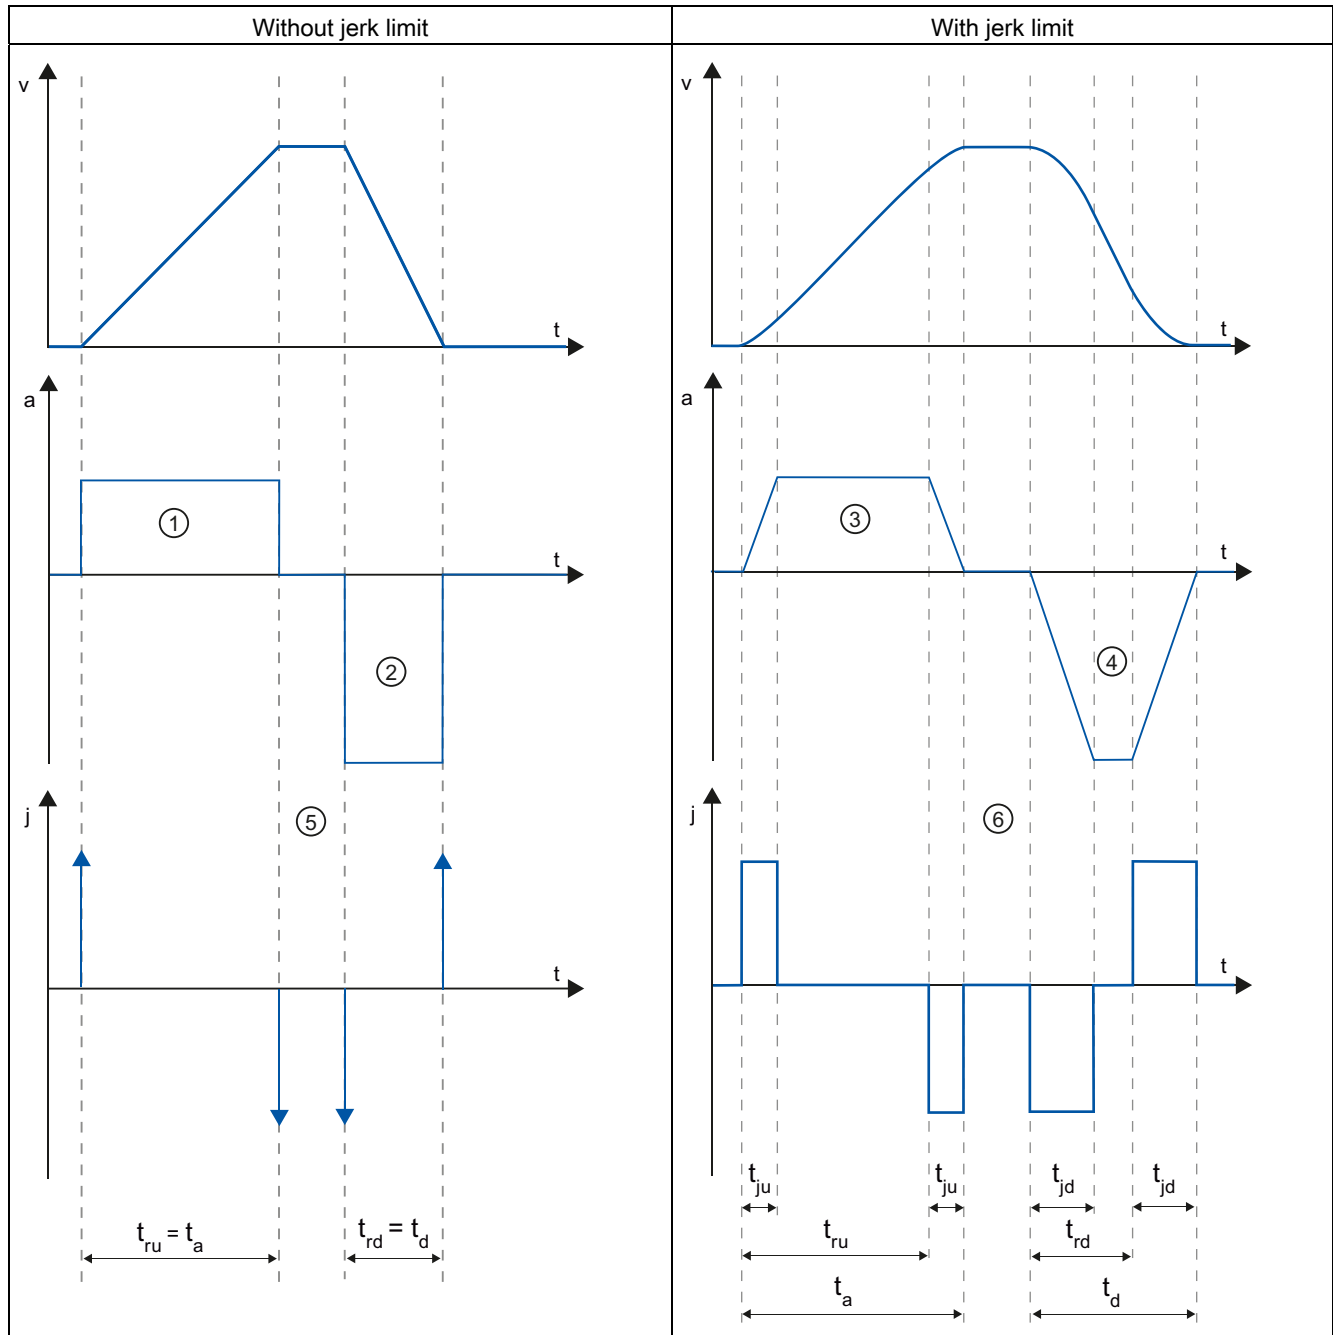 Without jerk limit
With jerk limit
v
t
v
t
a
t
1
2
a
t
3
4
j
t
5
j
t
6
t_ru = t_a
t_rd = t_d
t_ju
t_ju
t_jd
t_jd
t_ru
t_rd
t_a
t_d